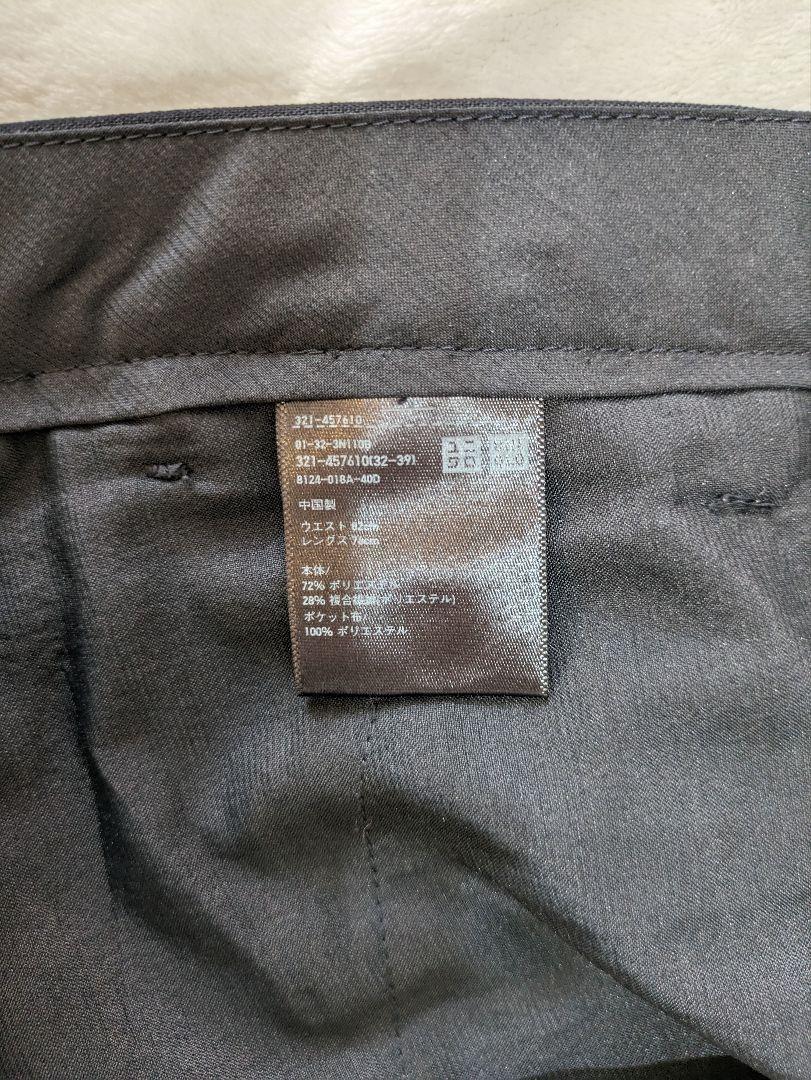 321-457610
01-32-3N110B
321-457610(32-39)
8124-018A-40D
中国製
ウエスト 82cm
レングス 76cm
本体/
72% ポリエステル
28% 複合繊維(ポリエステル)
ポケット布/
100% ポリエステル